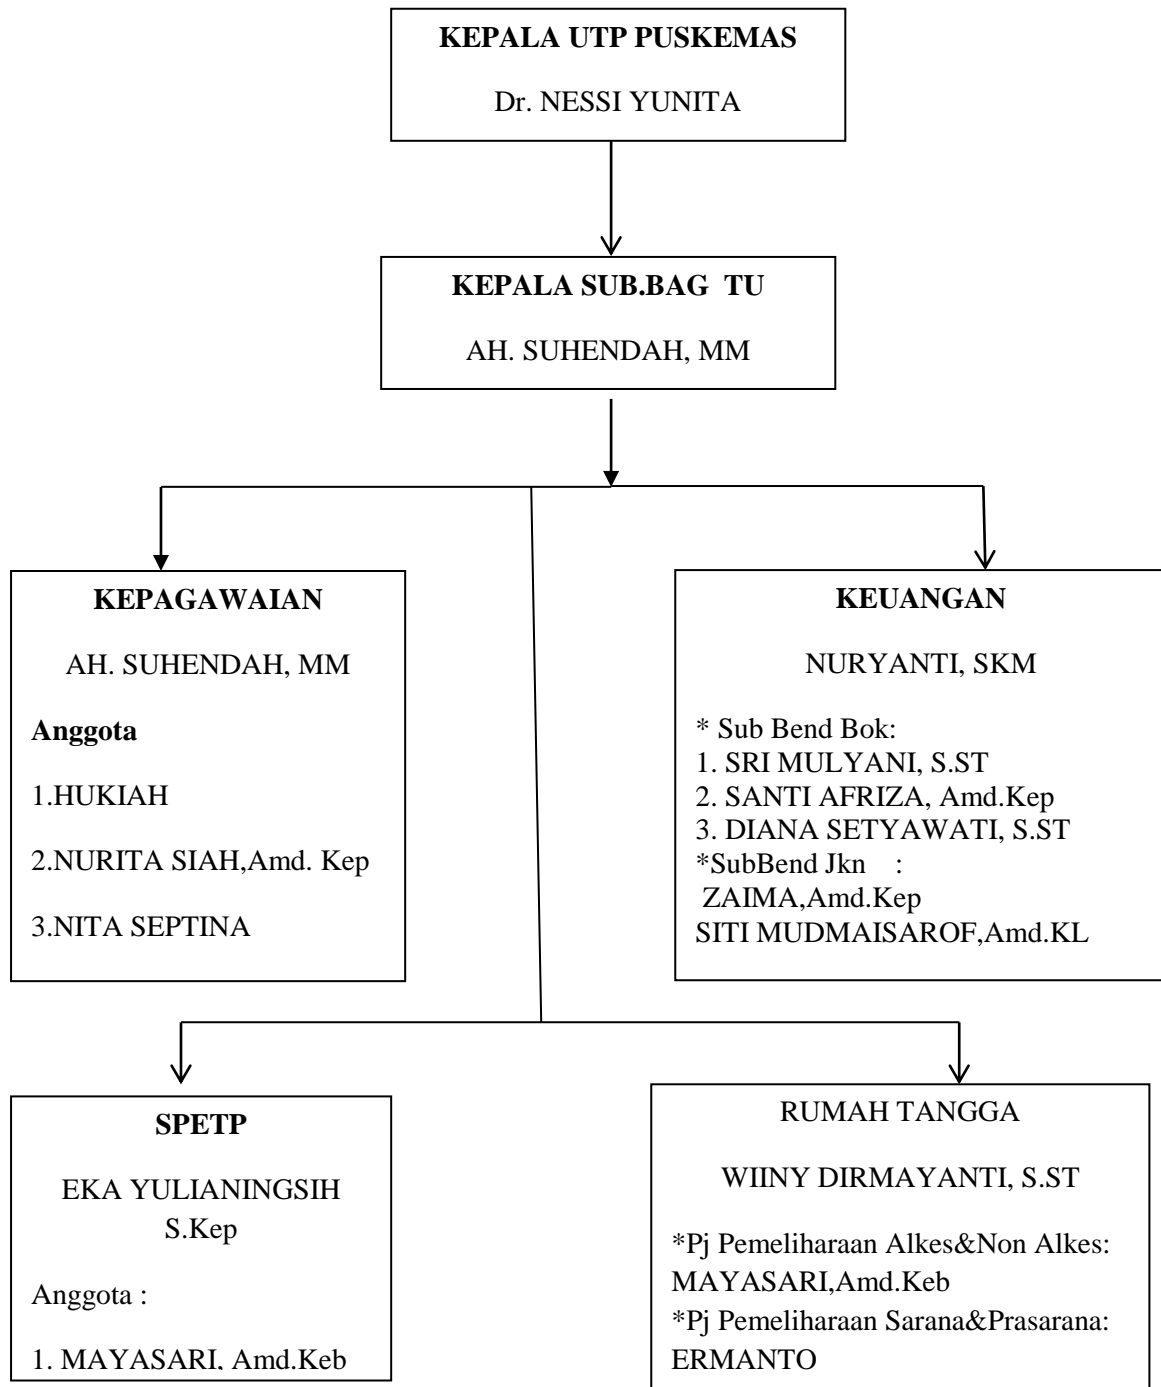 KEPALA UTP PUSKEMAS
Dr. NESSI YUNITA
KEPALA SUB.BAG TU
AH. SUHENDAH, MM
KEPAGAWAIAN
AH. SUHENDAH, MM
Anggota
1.HUKIAH
2.NURITA SIAH,Amd. Kep
3.NITA SEPTINA
KEUANGAN
NURYANTI, SKM
* Sub Bend Bok:
1. SRI MULYANI, S.ST
2. SANTI AFRIZA, Amd.Kep
3. DIANA SETYAWATI, S.ST
*SubBend Jkn :
ZAIMA,Amd.Kep
SITI MUDMAISAROF,Amd.KL
SPETP
EKA YULIANINGSIH
S.Kep
Anggota :
1. MAYASARI, Amd.Keb
RUMAH TANGGA
WIINY DIRMAYANTI, S.ST
*Pj Pemeliharaan Alkes&Non Alkes:
MAYASARI,Amd.Keb
*Pj Pemeliharaan Sarana&Prasarana:
ERMANTO